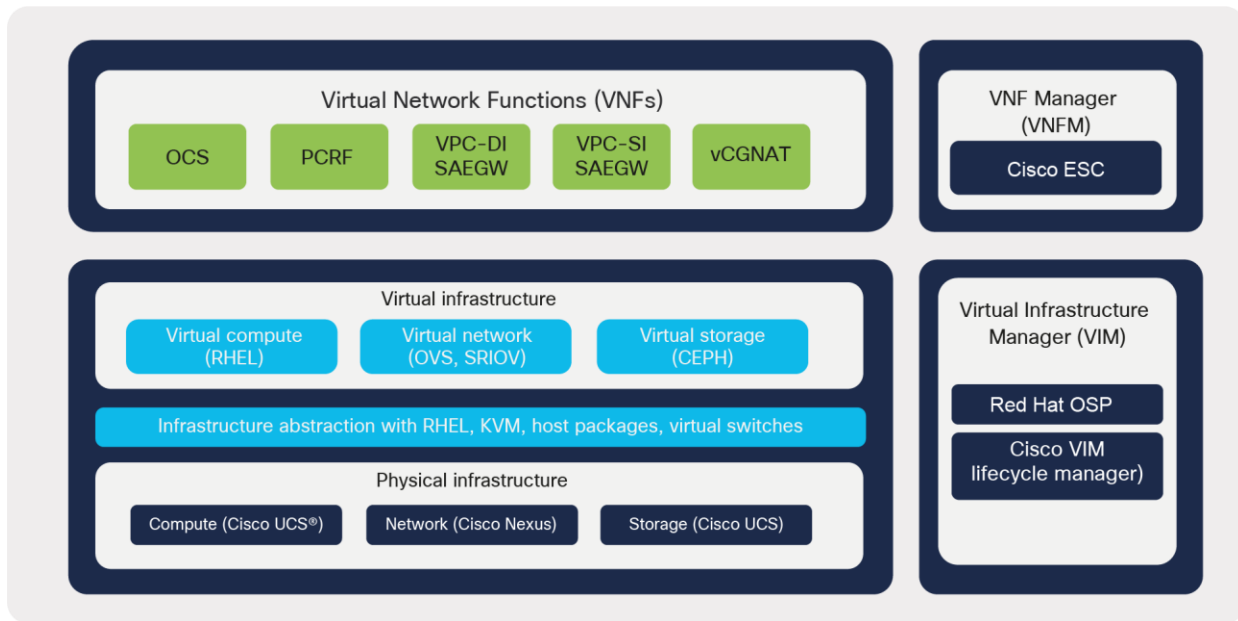 Virtual Network Functions (VNFs)
OCS
PCRF
VPC-DI
SAEGW
VPC-SI
SAEGW
vCGNAT
VNF Manager
(VNFM)
Cisco ESC
Virtual infrastructure
Virtual compute
(RHEL)
Virtual network
(OVS, SRIOV)
Virtual storage
(CEPH)
Infrastructure abstraction with RHEL, KVM, host packages, virtual switches
Physical infrastructure
Compute (Cisco UCS®)
Network (Cisco Nexus)
Storage (Cisco UCS)
Virtual Infrastructure
Manager (VIM)
Red Hat OSP
Cisco VIM
lifecycle manager)